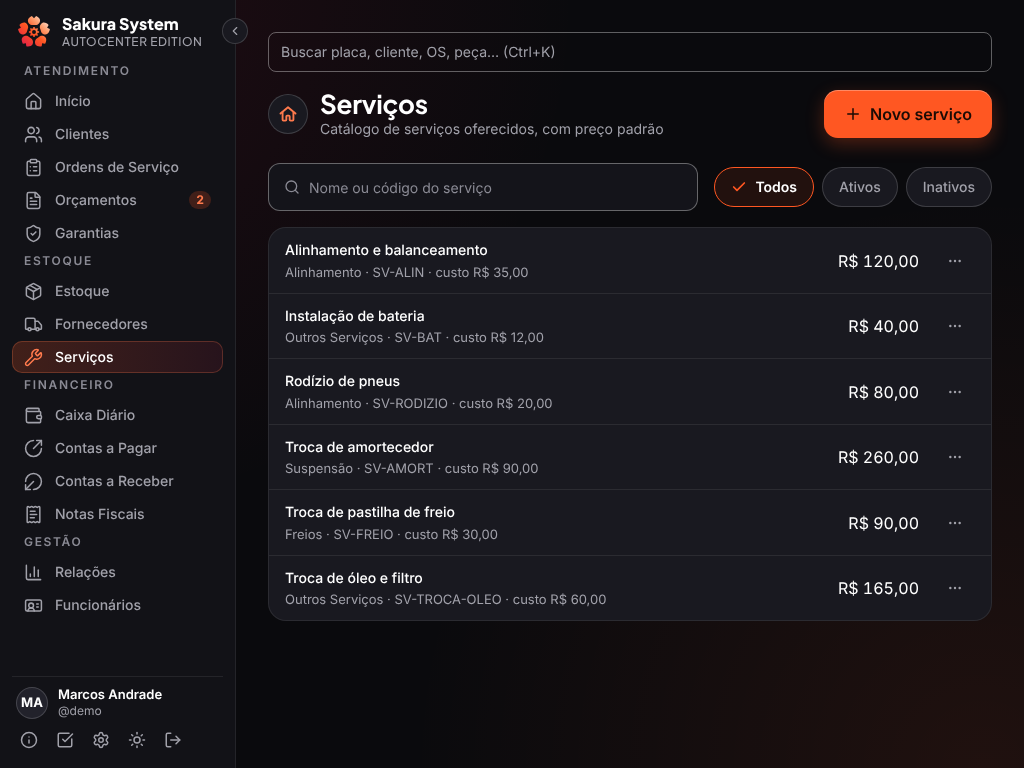 Sakura System
AUTOCENTER EDITION
ATENDIMENTO
Início
Clientes
Ordens de Serviço
Orçamentos 2
Garantias
ESTOQUE
Estoque
Fornecedores
Serviços
FINANCEIRO
Caixa Diário
Contas a Pagar
Contas a Receber
Notas Fiscais
GESTÃO
Relações
Funcionários
MA
Marcos Andrade
@demo
Buscar placa, cliente, OS, peça... (Ctrl+K)
Serviços
Catálogo de serviços oferecidos, com preço padrão
Novo serviço
Nome ou código do serviço
Todos
Ativos
Inativos
Alinhamento e balanceamento
Alinhamento · SV-ALIN · custo R$ 35,00
R$ 120,00
Instalação de bateria
Outros Serviços · SV-BAT · custo R$ 12,00
R$ 40,00
Rodízio de pneus
Alinhamento · SV-RODIZIO · custo R$ 20,00
R$ 80,00
Troca de amortecedor
Suspensão · SV-AMORT · custo R$ 90,00
R$ 260,00
Troca de pastilha de freio
Freios · SV-FREIO · custo R$ 30,00
R$ 90,00
Troca de óleo e filtro
Outros Serviços · SV-TROCA-OLEO · custo R$ 60,00
R$ 165,00